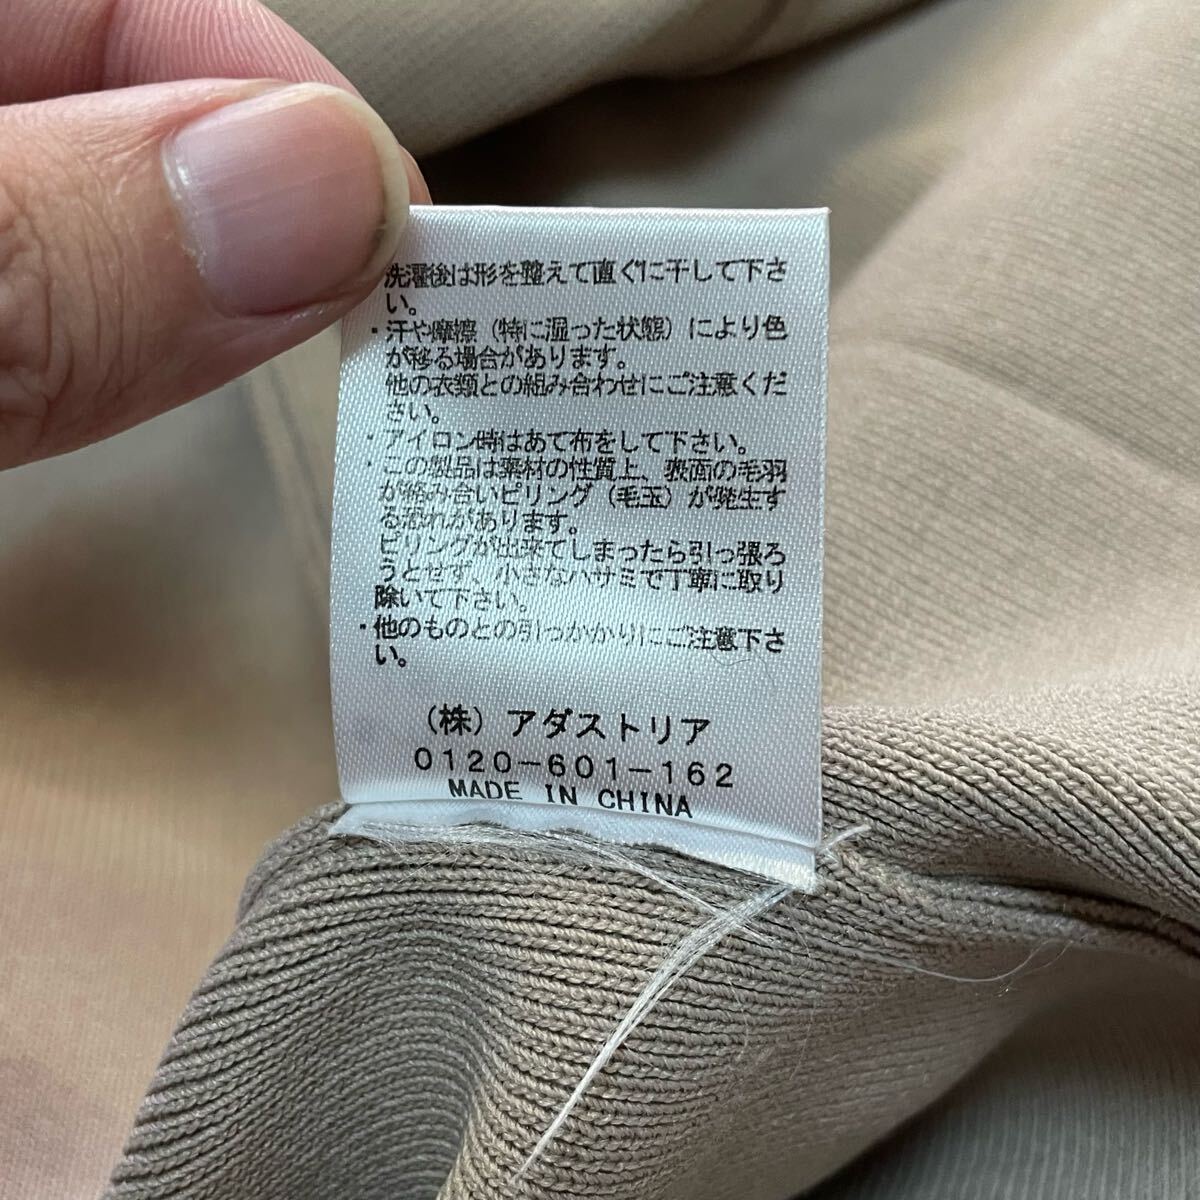 洗濯後は形を整えて直ぐに干して下さ
い。
・汗や摩擦（特に湿った状態）により色
が移る場合があります。
他の衣類との組み合わせにご注意くだ
さい。
・アイロン時はあて布をして下さい。
・この製品は素材の性質上、表面の毛羽
が絡み合いピリング（毛玉）が発生す
る恐れがあります。
ピリングが出来てしまったら引っ張ろ
うとせず、小さなハサミで丁寧に取り
除いて下さい。
・他のものとの引っかかりにご注意下さ
い。
（株）アダストリア
0120-601-162
MADE IN CHINA